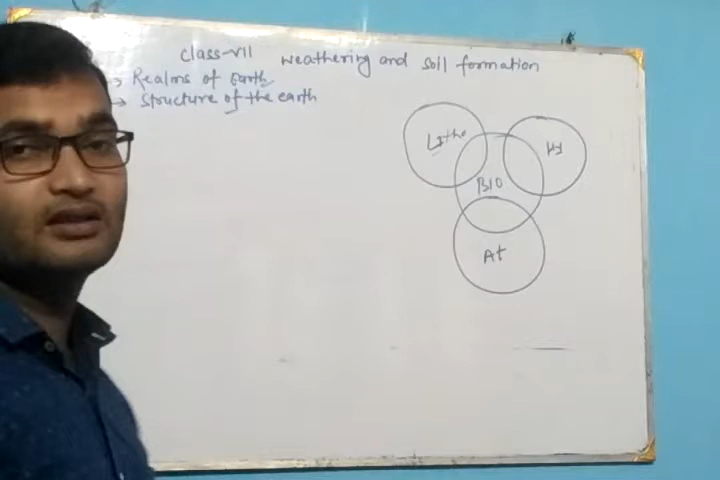 class-VII weathering and soil formation
→ Realms of Earth
→ Structure of the earth
Litho
Hy
BIO
At